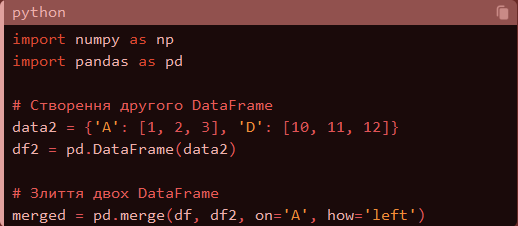 python
import numpy as np
import pandas as pd
# Створення другого DataFrame
data2 = {'A': [1, 2, 3], 'D': [10, 11, 12]}
df2 = pd.DataFrame(data2)
# Злиття двох DataFrame
merged = pd.merge(df, df2, on='A', how='left')